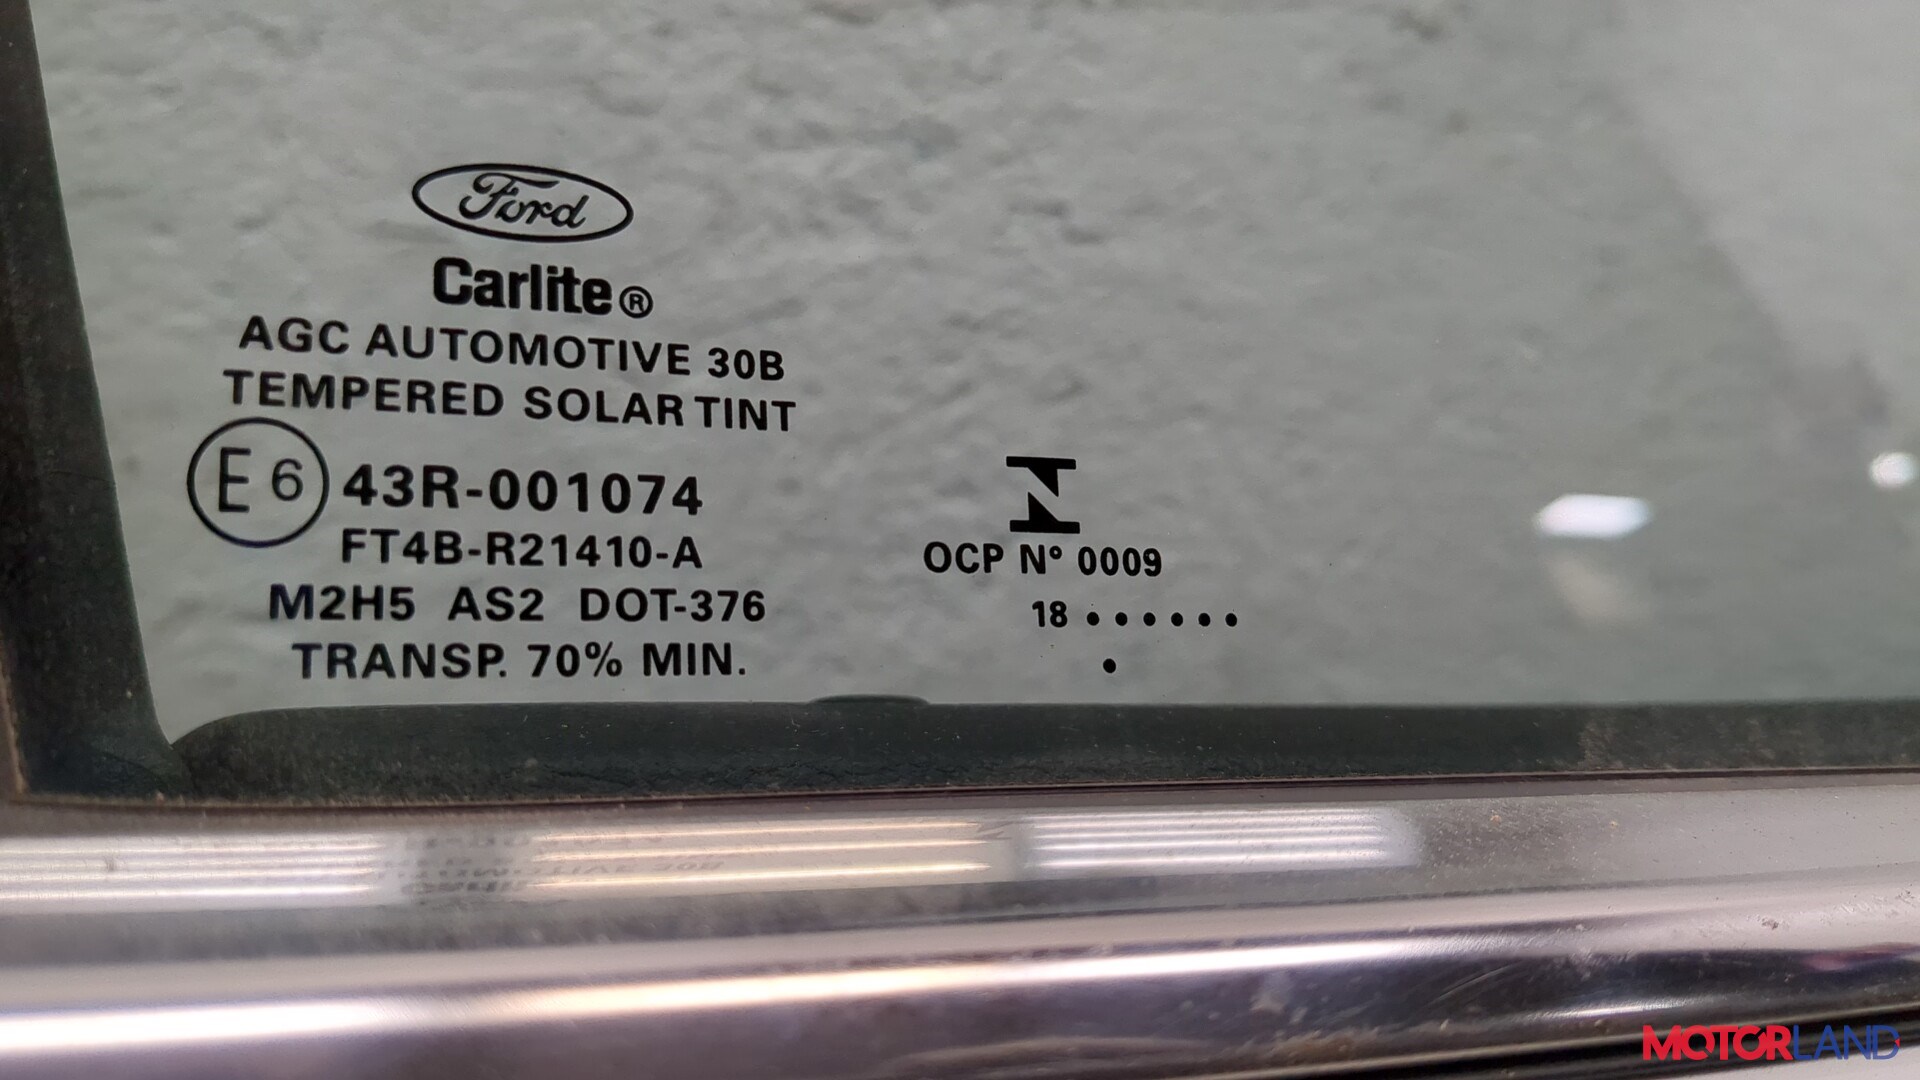 Ford
Carlite®
AGC AUTOMOTIVE 30B
TEMPERED SOLAR TINT
E6 43R-001074
FT4B-R21410-A
M2H5 AS2 DOT-376
TRANSP. 70% MIN.
OCP Nº 0009
18 . . . . . .
.
MOTORLAND